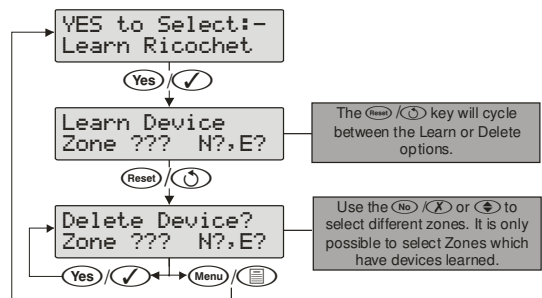 YES to Select:-
Learn Ricochet
Yes /
Learn Device
Zone ??? N?,E?
The Reset / key will cycle
between the Learn or Delete
options.
Reset /
Delete Device?
Zone ??? N?,E?
Use the No / or to
select different zones. It is only
possible to select Zones which
have devices learned.
Yes / Menu /